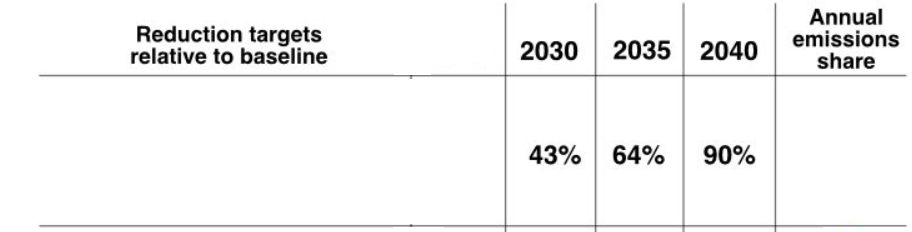 Reduction targets
relative to baseline
2030
2035
2040
Annual
emissions
share
43%
64%
90%